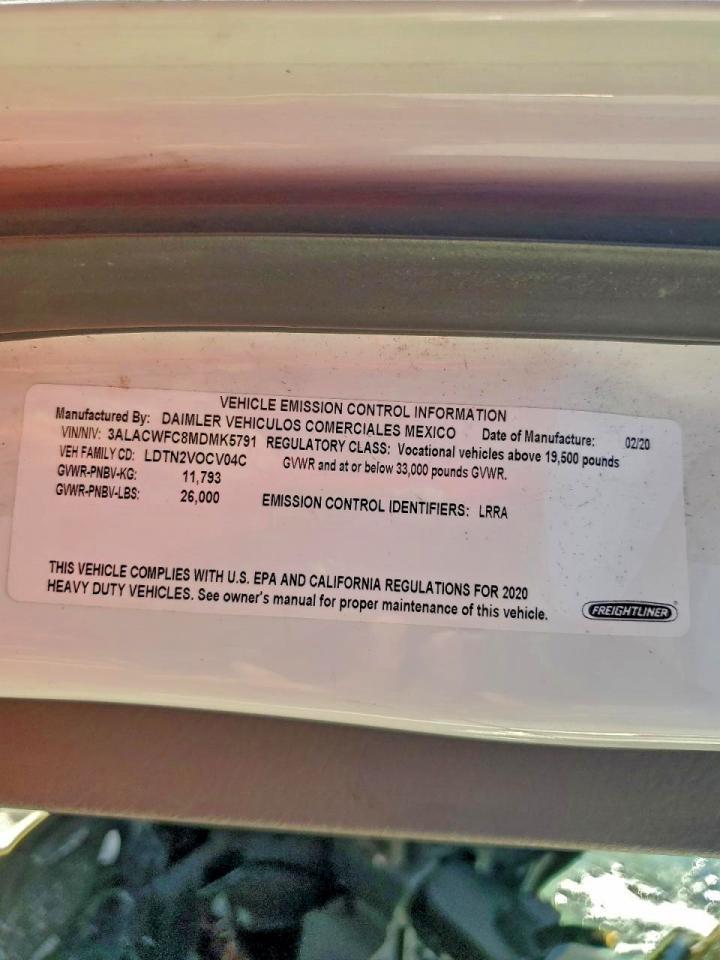 VEHICLE EMISSION CONTROL INFORMATION
Manufactured By: DAIMLER VEHICULOS COMERCIALES MEXICO Date of Manufacture: 02/20
VIN/NIV: 3ALACWFC8MDMK5791 REGULATORY CLASS: Vocational vehicles above 19,500 pounds
VEH FAMILY CD: LDTN2VOCV04C GVWR and at or below 33,000 pounds GVWR.
GVWR-PNBV-KG: 11,793
GVWR-PNBV-LBS: 26,000 EMISSION CONTROL IDENTIFIERS: LRRA
THIS VEHICLE COMPLIES WITH U.S. EPA AND CALIFORNIA REGULATIONS FOR 2020
HEAVY DUTY VEHICLES. See owner's manual for proper maintenance of this vehicle.
FREIGHTLINER